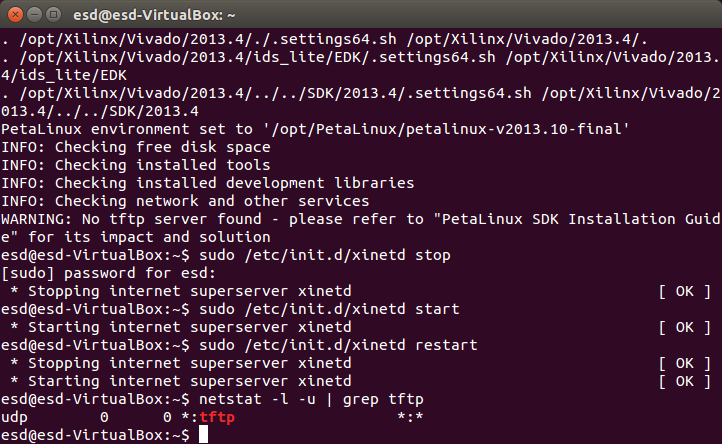 esd@esd-VirtualBox: ~
. /opt/Xilinx/Vivado/2013.4/./.settings64.sh /opt/Xilinx/Vivado/2013.4/.
. /opt/Xilinx/Vivado/2013.4/ids_lite/EDK/.settings64.sh /opt/Xilinx/Vivado/2013.
4/ids_lite/EDK
. /opt/Xilinx/Vivado/2013.4/../../SDK/2013.4/.settings64.sh /opt/Xilinx/Vivado/2
013.4/../../SDK/2013.4
PetaLinux environment set to '/opt/PetaLinux/petalinux-v2013.10-final'
INFO: Checking free disk space
INFO: Checking installed tools
INFO: Checking installed development libraries
INFO: Checking network and other services
WARNING: No tftp server found - please refer to "PetaLinux SDK Installation Guid
e" for its impact and solution
esd@esd-VirtualBox:~$ sudo /etc/init.d/xinetd stop
[sudo] password for esd:
 * Stopping internet superserver xinetd [ OK ]
esd@esd-VirtualBox:~$ sudo /etc/init.d/xinetd start
 * Starting internet superserver xinetd [ OK ]
esd@esd-VirtualBox:~$ sudo /etc/init.d/xinetd restart
 * Stopping internet superserver xinetd [ OK ]
 * Starting internet superserver xinetd [ OK ]
esd@esd-VirtualBox:~$ netstat -l -u | grep tftp
udp 0 0 *:tftp *:*
esd@esd-VirtualBox:~$